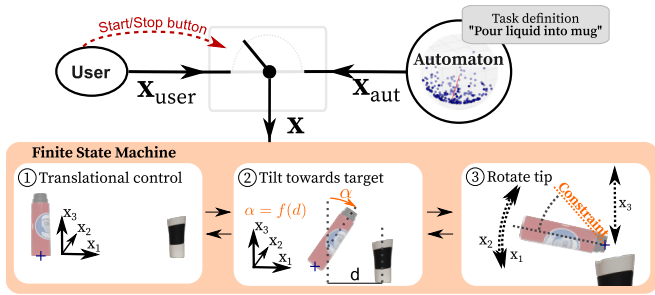 Start/Stop button
Task definition
"Pour liquid into mug"
User
Automaton
x_user
x_aut
x
Finite State Machine
① Translational control
x₃
x₂
x₁
② Tilt towards target
α = f(d)
α
x₃
x₂
x₁
d
③ Rotate tip
Constraint
x₃
x₂
x₁